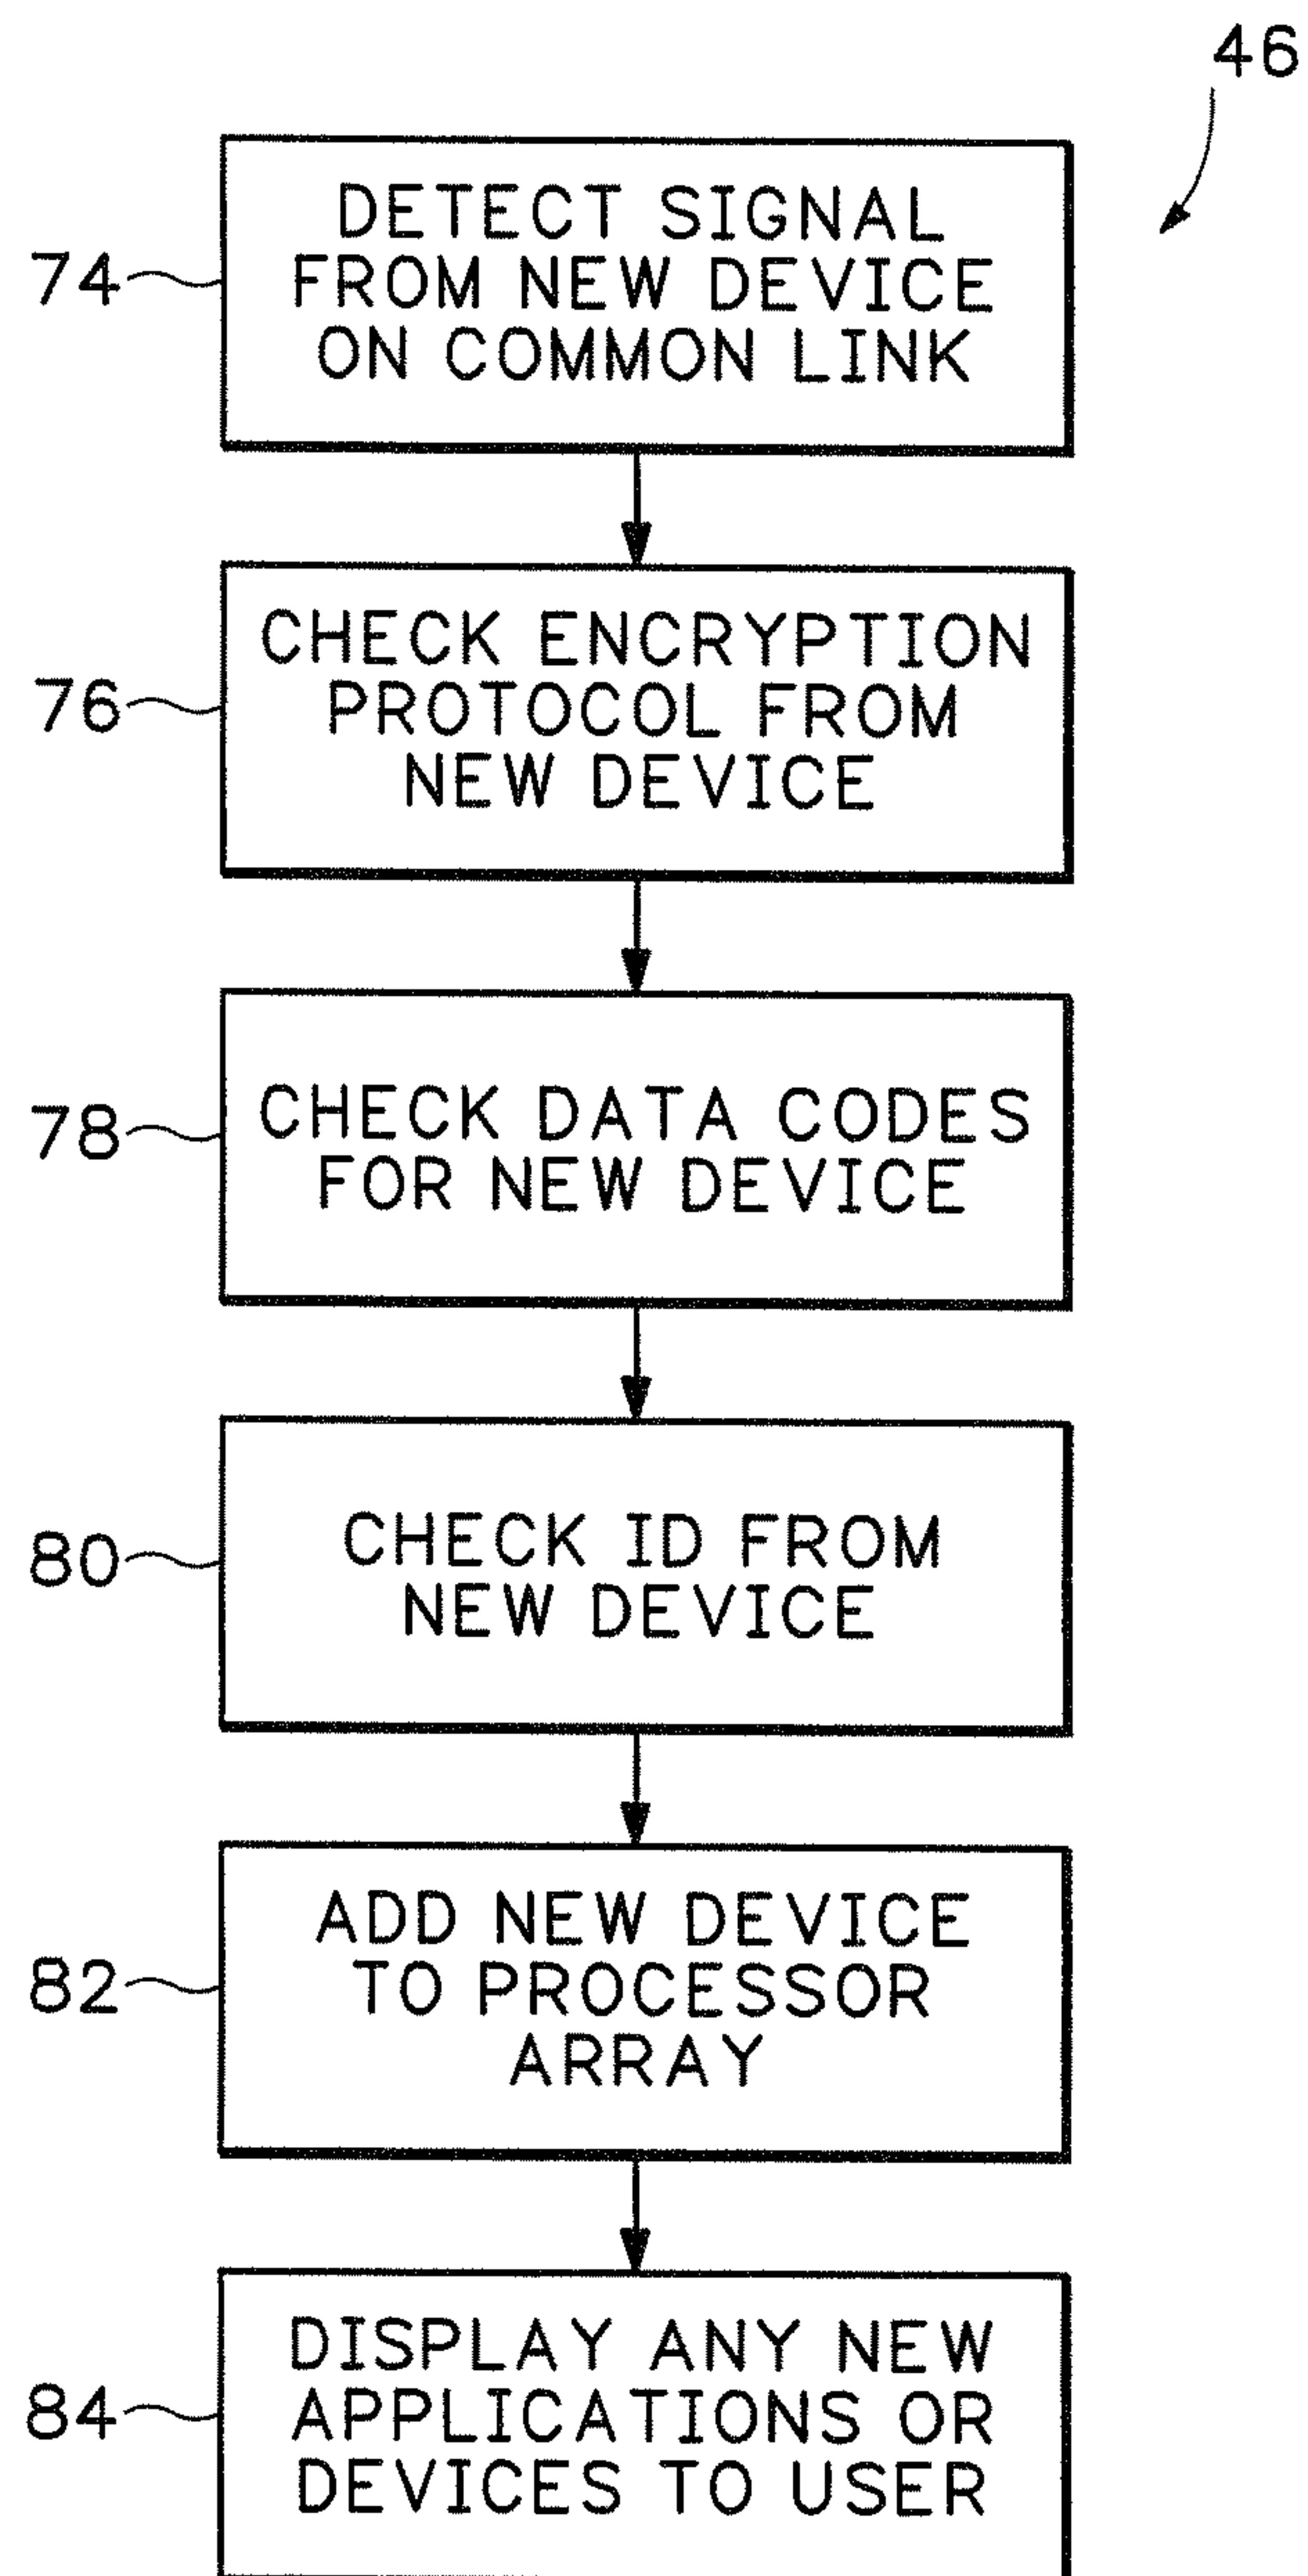 46
74
DETECT SIGNAL
FROM NEW DEVICE
ON COMMON LINK
76
CHECK ENCRYPTION
PROTOCOL FROM
NEW DEVICE
78
CHECK DATA CODES
FOR NEW DEVICE
80
CHECK ID FROM
NEW DEVICE
82
ADD NEW DEVICE
TO PROCESSOR
ARRAY
84
DISPLAY ANY NEW
APPLICATIONS OR
DEVICES TO USER